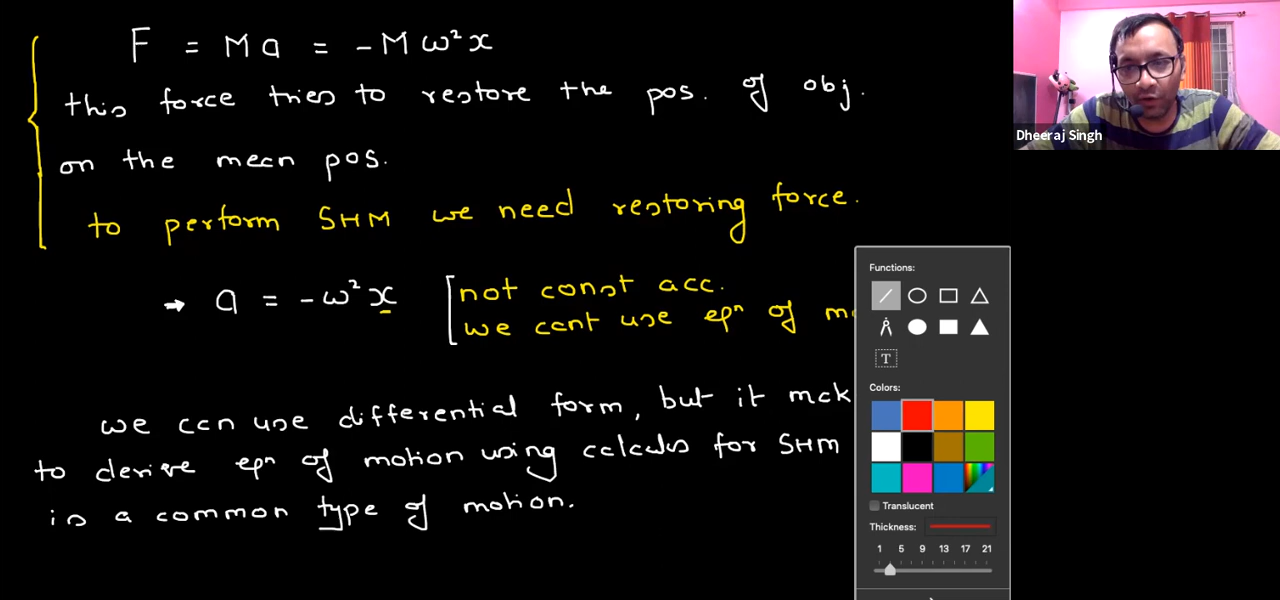 F = Ma = -Mω²x
this force tries to restore the pos. of obj.
on the mean pos.
to perform SHM we need restoring force.
→ a = -ω²x
not const acc.
we cant use eqⁿ of
we can use differential form, but it
to derive eqⁿ of motion using calculus for SHM
is a common type of motion.
Dheeraj Singh
Functions:
T
Colors:
Translucent
Thickness:
1 5 9 13 17 21